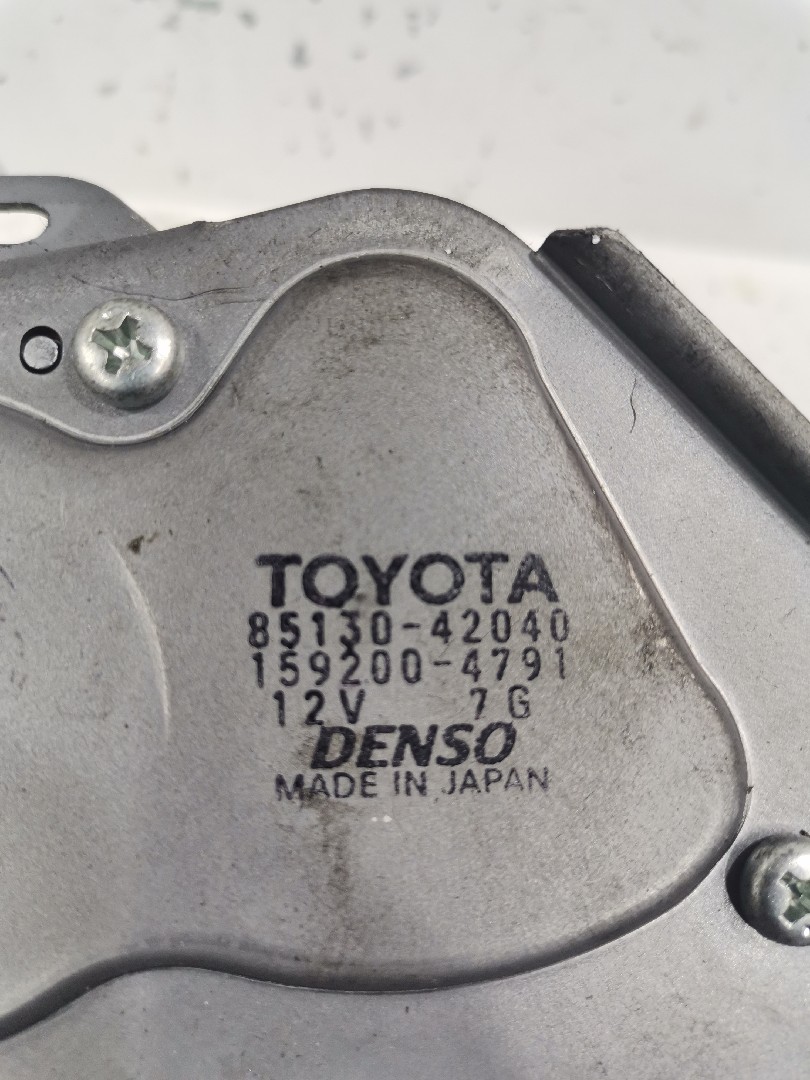 TOYOTA
85130-42040
159200-4791
12V 7G
DENSO
MADE IN JAPAN